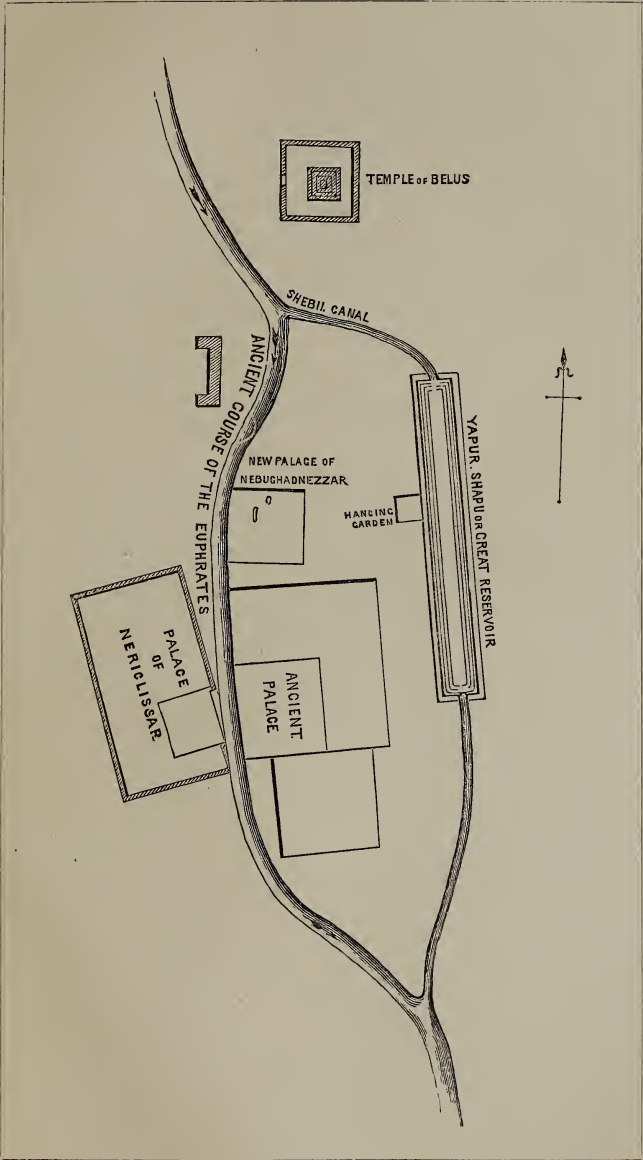 TEMPLE OF BELUS
SHEBIL CANAL
ANCIENT COURSE OF THE EUPHRATES
NEW PALACE OF
NEBUCHADNEZZAR
HANGING
GARDEN
YAPUR. SHAPU OR GREAT RESERVOIR
PALACE
OF
NERICLISSAR
ANCIENT
PALACE